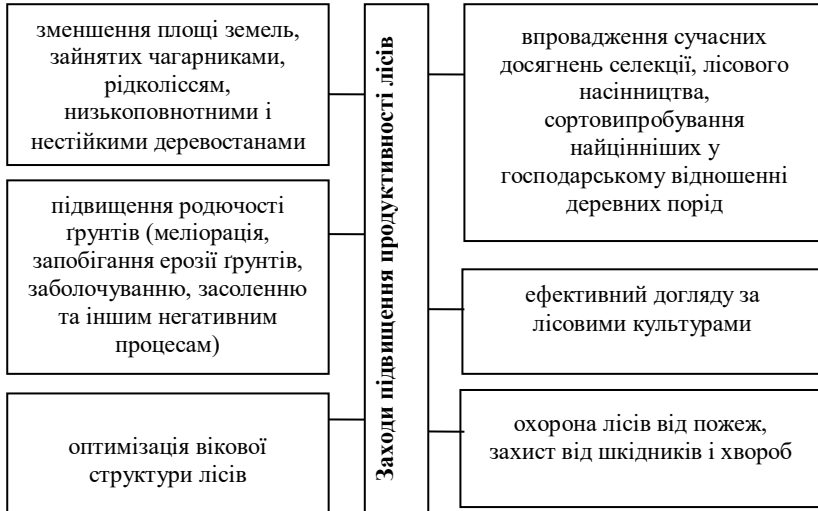 зменшення площі земель,
зайнятих чагарниками,
рідколіссям,
низькоповнотними і
нестійкими деревостанами
підвищення родючості
ґрунтів (меліорація,
запобігання ерозії ґрунтів,
заболочуванню, засоленню
та іншим негативним
процесам)
оптимізація вікової
структури лісів
Заходи підвищення продуктивності лісів
впровадження сучасних
досягнень селекції, лісового
насінництва,
сортовипробування
найцінніших у
господарському відношенні
деревних порід
ефективний догляду за
лісовими культурами
охорона лісів від пожеж,
захист від шкідників і хвороб